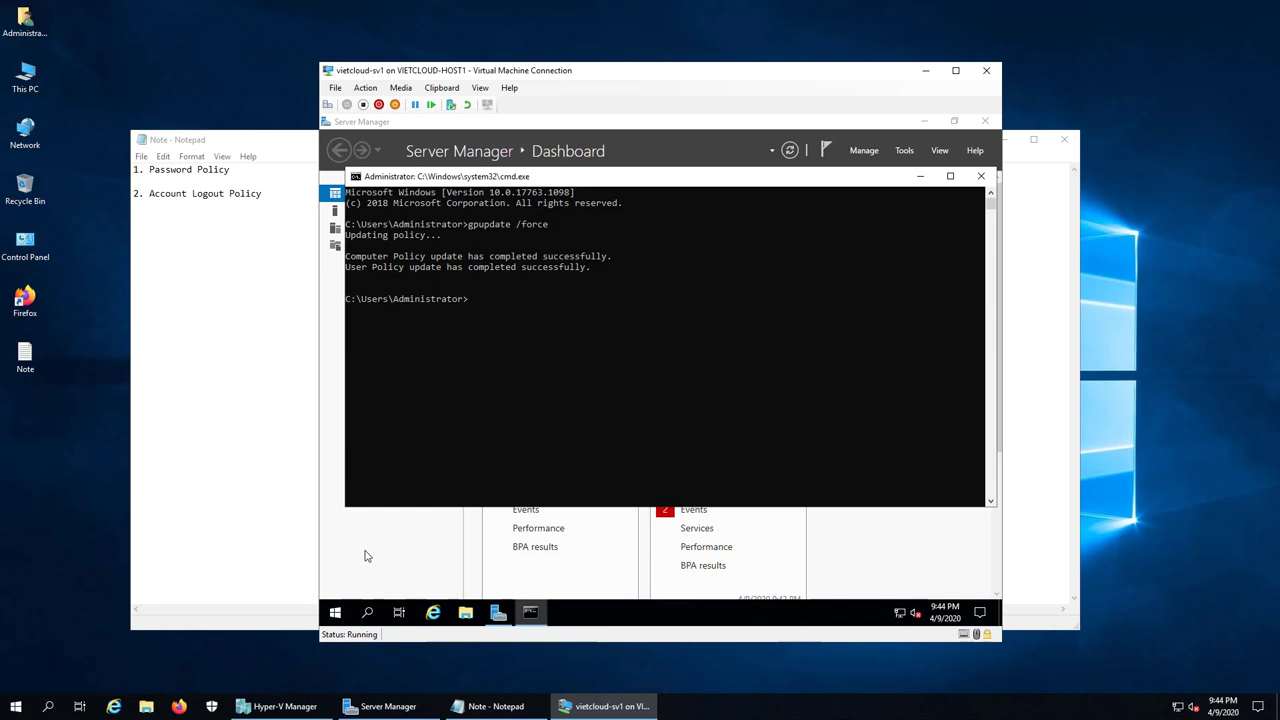 Administra...
This PC
Network
Recycle Bin
Control Panel
Firefox
Note
Note - Notepad
File Edit Format View Help
1. Password Policy
2. Account Logout Policy
vietcloud-sv1 on VIETCLOUD-HOST1 - Virtual Machine Connection
File Action Media Clipboard View Help
Server Manager
Server Manager • Dashboard
Manage Tools View Help
Administrator: C:\Windows\system32\cmd.exe
Microsoft Windows [Version 10.0.17763.1098]
(c) 2018 Microsoft Corporation. All rights reserved.
C:\Users\Administrator>gpupdate /force
Updating policy...
Computer Policy update has completed successfully.
User Policy update has completed successfully.
C:\Users\Administrator>
Events
Performance
BPA results
2 Events
Services
Performance
BPA results
4/9/2020 9:43 PM
9:44 PM
4/9/2020
Status: Running
Hyper-V Manager
Server Manager
Note - Notepad
vietcloud-sv1 on VI...
9:44 PM
4/9/2020